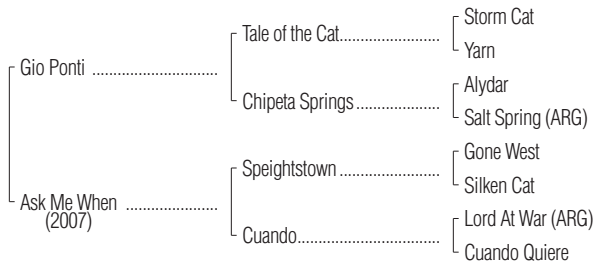 Storm Cat
Tale of the Cat....................
Yarn
Gio Ponti ..........................
Alydar
Chipeta Springs .................
Salt Spring (ARG)
Gone West
Speightstown ....................
Silken Cat
Ask Me When ...................
(2007)
Lord At War (ARG)
Cuando.............................
Cuando Quiere